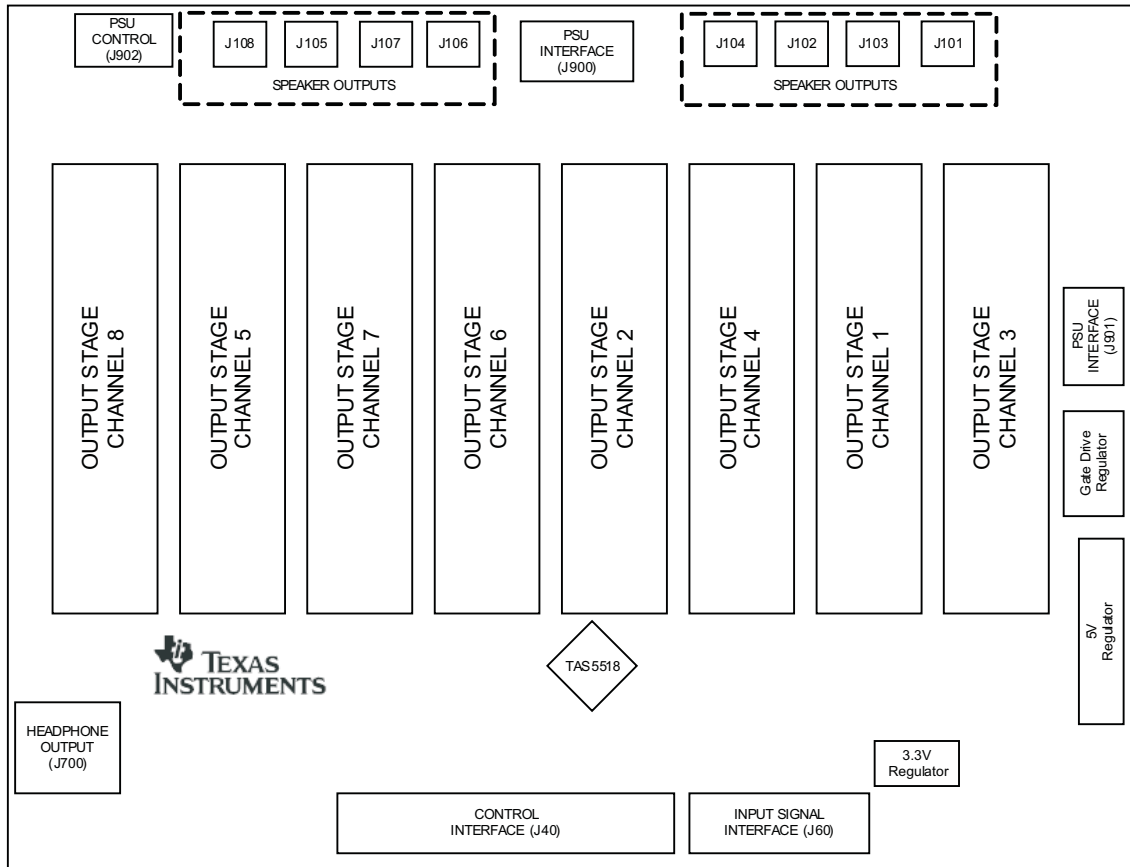 PSU
CONTROL
(J902)
J108
J105
J107
J106
SPEAKER OUTPUTS
PSU
INTERFACE
(J900)
J104
J102
J103
J101
SPEAKER OUTPUTS
OUTPUT STAGE
CHANNEL 8
OUTPUT STAGE
CHANNEL 5
OUTPUT STAGE
CHANNEL 7
OUTPUT STAGE
CHANNEL 6
OUTPUT STAGE
CHANNEL 2
OUTPUT STAGE
CHANNEL 4
OUTPUT STAGE
CHANNEL 1
OUTPUT STAGE
CHANNEL 3
PSU
INTERFACE
(J901)
Gate Drive
Regulator
5V
Regulator
TEXAS
INSTRUMENTS
TAS5518
HEADPHONE
OUTPUT
(J700)
3.3V
Regulator
CONTROL
INTERFACE (J40)
INPUT SIGNAL
INTERFACE (J60)